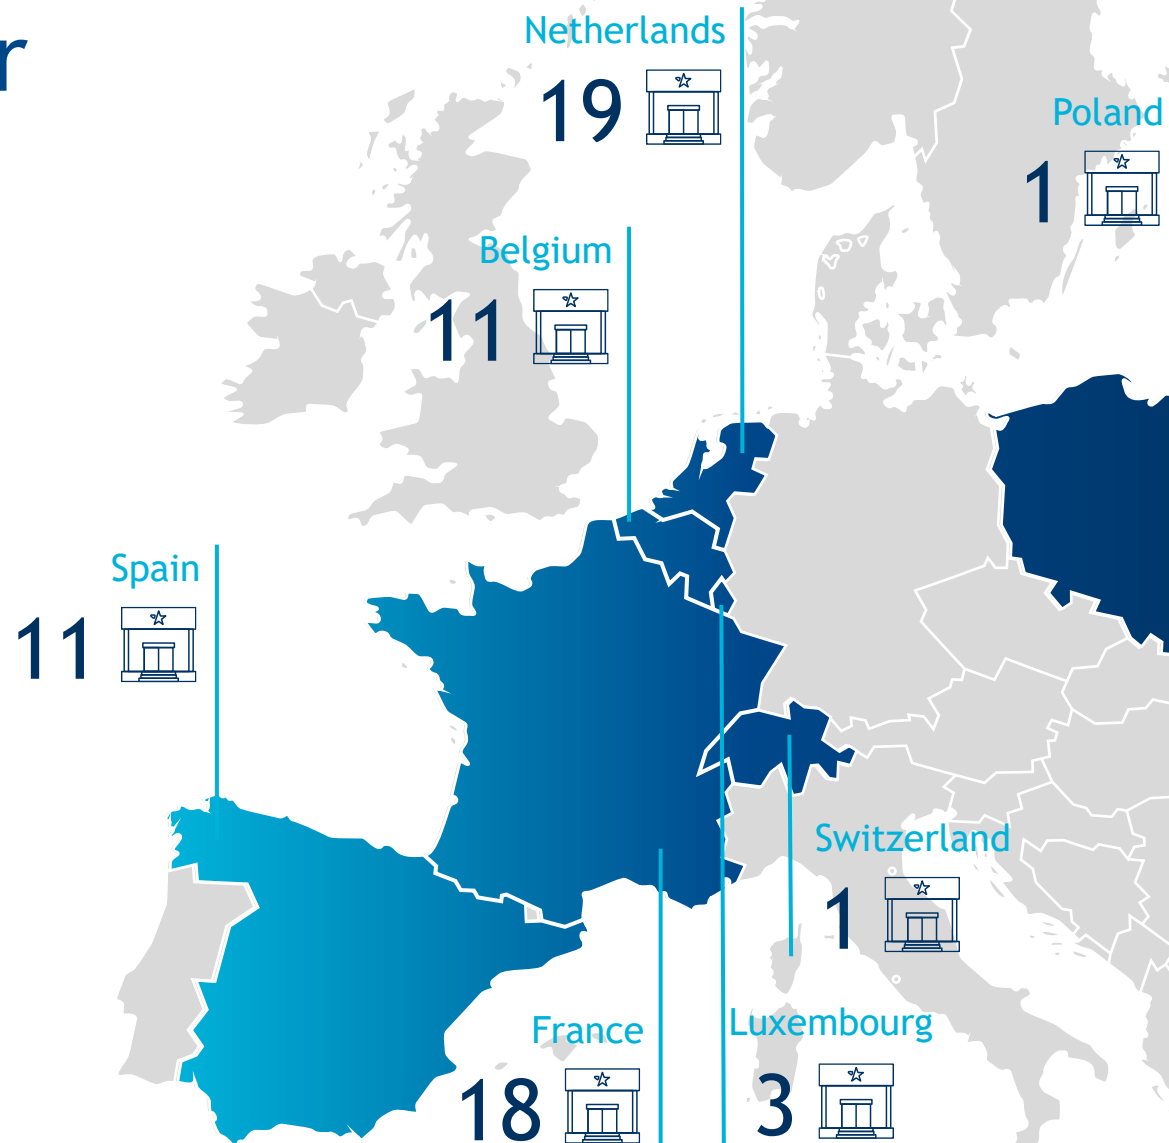 r
Netherlands
19
Poland
1
Belgium
11
Spain
11
Switzerland
1
France
18
Luxembourg
3